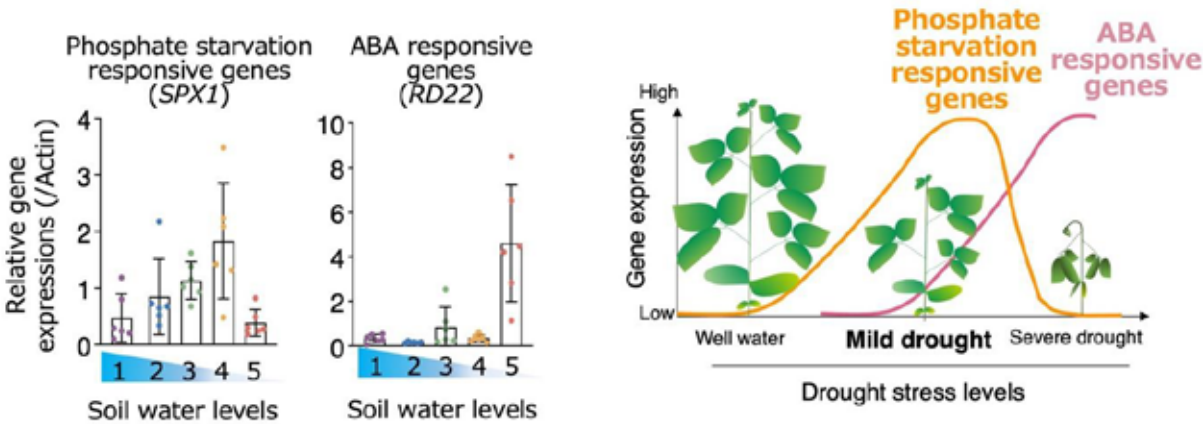 Phosphate starvation
responsive genes
(SPX1)
ABA responsive
genes
(RD22)
Relative gene
expressions (/Actin)
4
3
2
1
0
10
8
6
4
2
0
1 2 3 4 5
1 2 3 4 5
Soil water levels
Soil water levels
Phosphate
starvation
responsive
genes
ABA
responsive
genes
High
Gene expression
Low
Well water
Mild drought
Severe drought
Drought stress levels